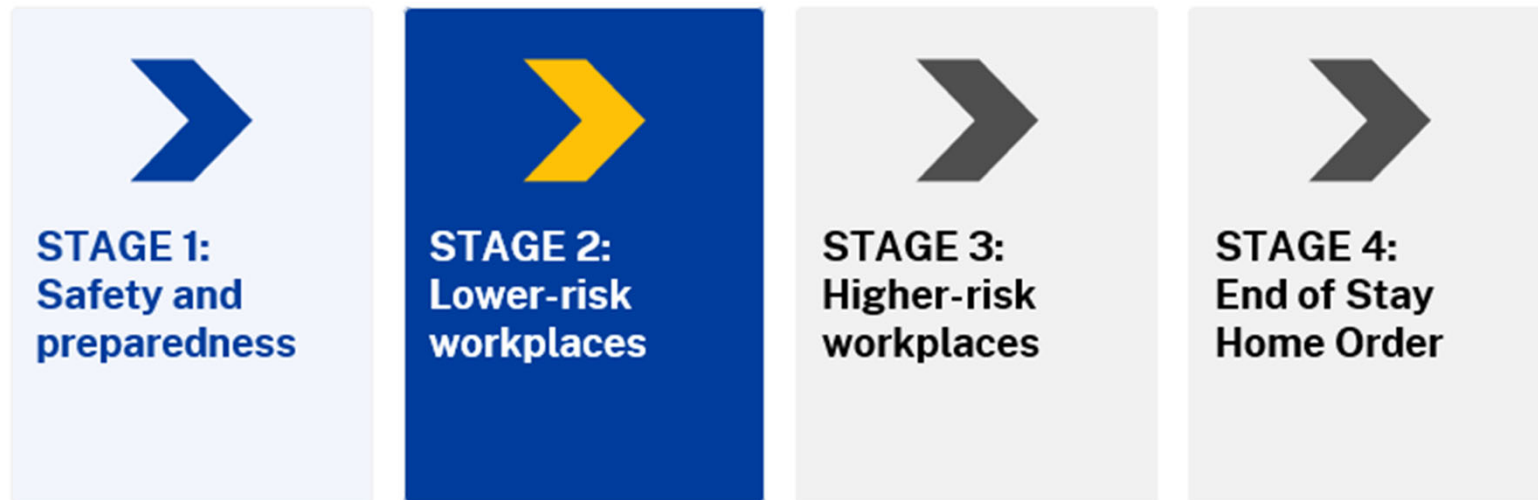 STAGE 1:
Safety and
preparedness
STAGE 2:
Lower-risk
workplaces
STAGE 3:
Higher-risk
workplaces
STAGE 4:
End of Stay
Home Order